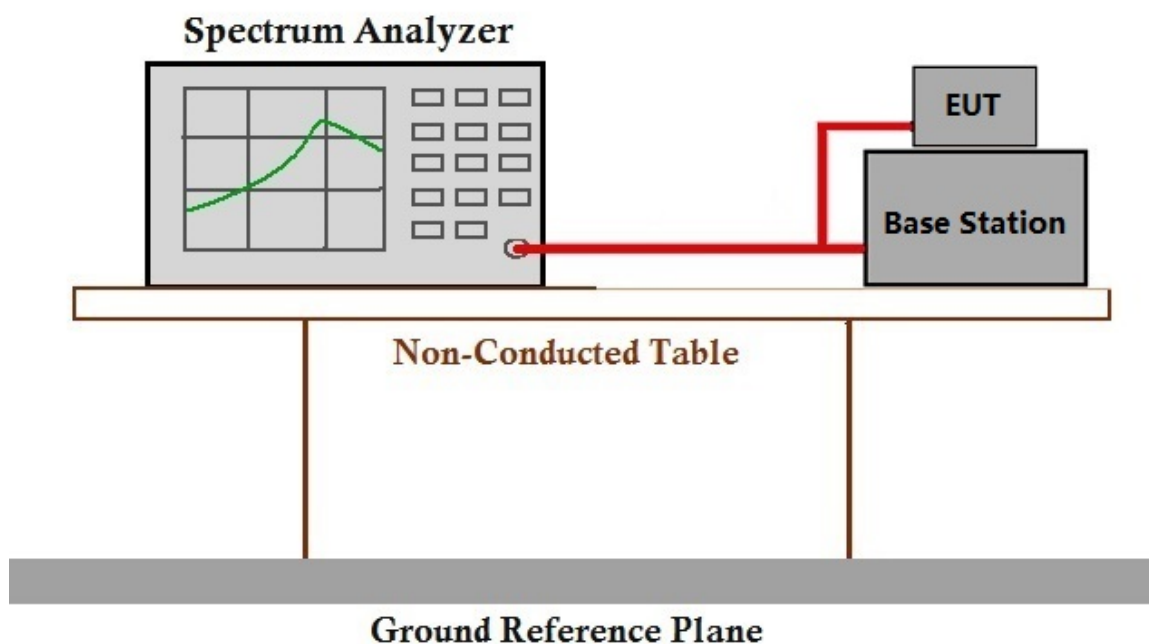 Spectrum Analyzer
EUT
Base Station
Non-Conducted Table
Ground Reference Plane